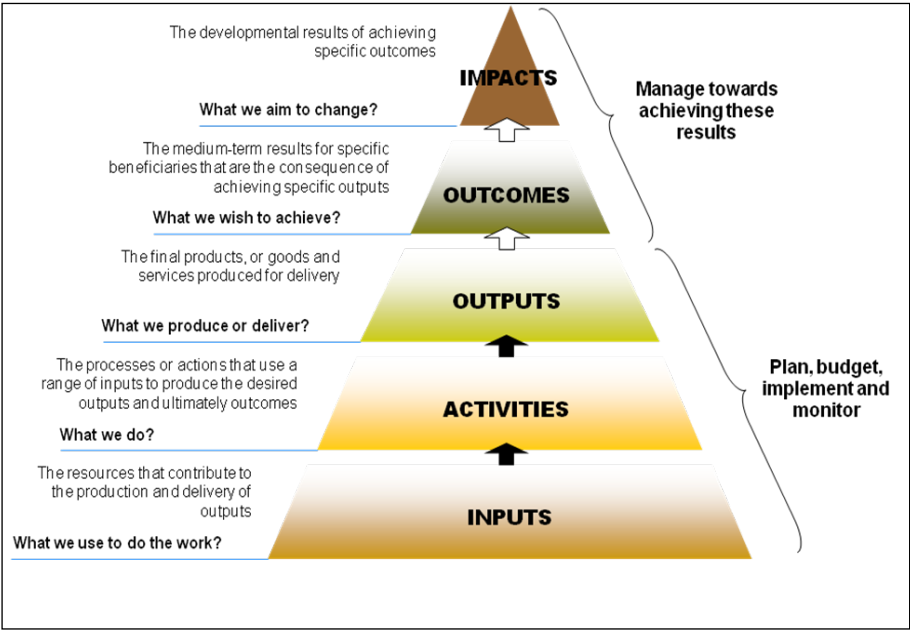 The developmental results of achieving
specific outcomes
IMPACTS
What we aim to change?
Manage towards
achieving these
results
The medium-term results for specific
beneficiaries that are the consequence of
achieving specific outputs
OUTCOMES
What we wish to achieve?
The final products, or goods and
services produced for delivery
OUTPUTS
What we produce or deliver?
The processes or actions that use a
range of inputs to produce the desired
outputs and ultimately outcomes
ACTIVITIES
What we do?
Plan, budget,
implement and
monitor
The resources that contribute to
the production and delivery of
outputs
INPUTS
What we use to do the work?